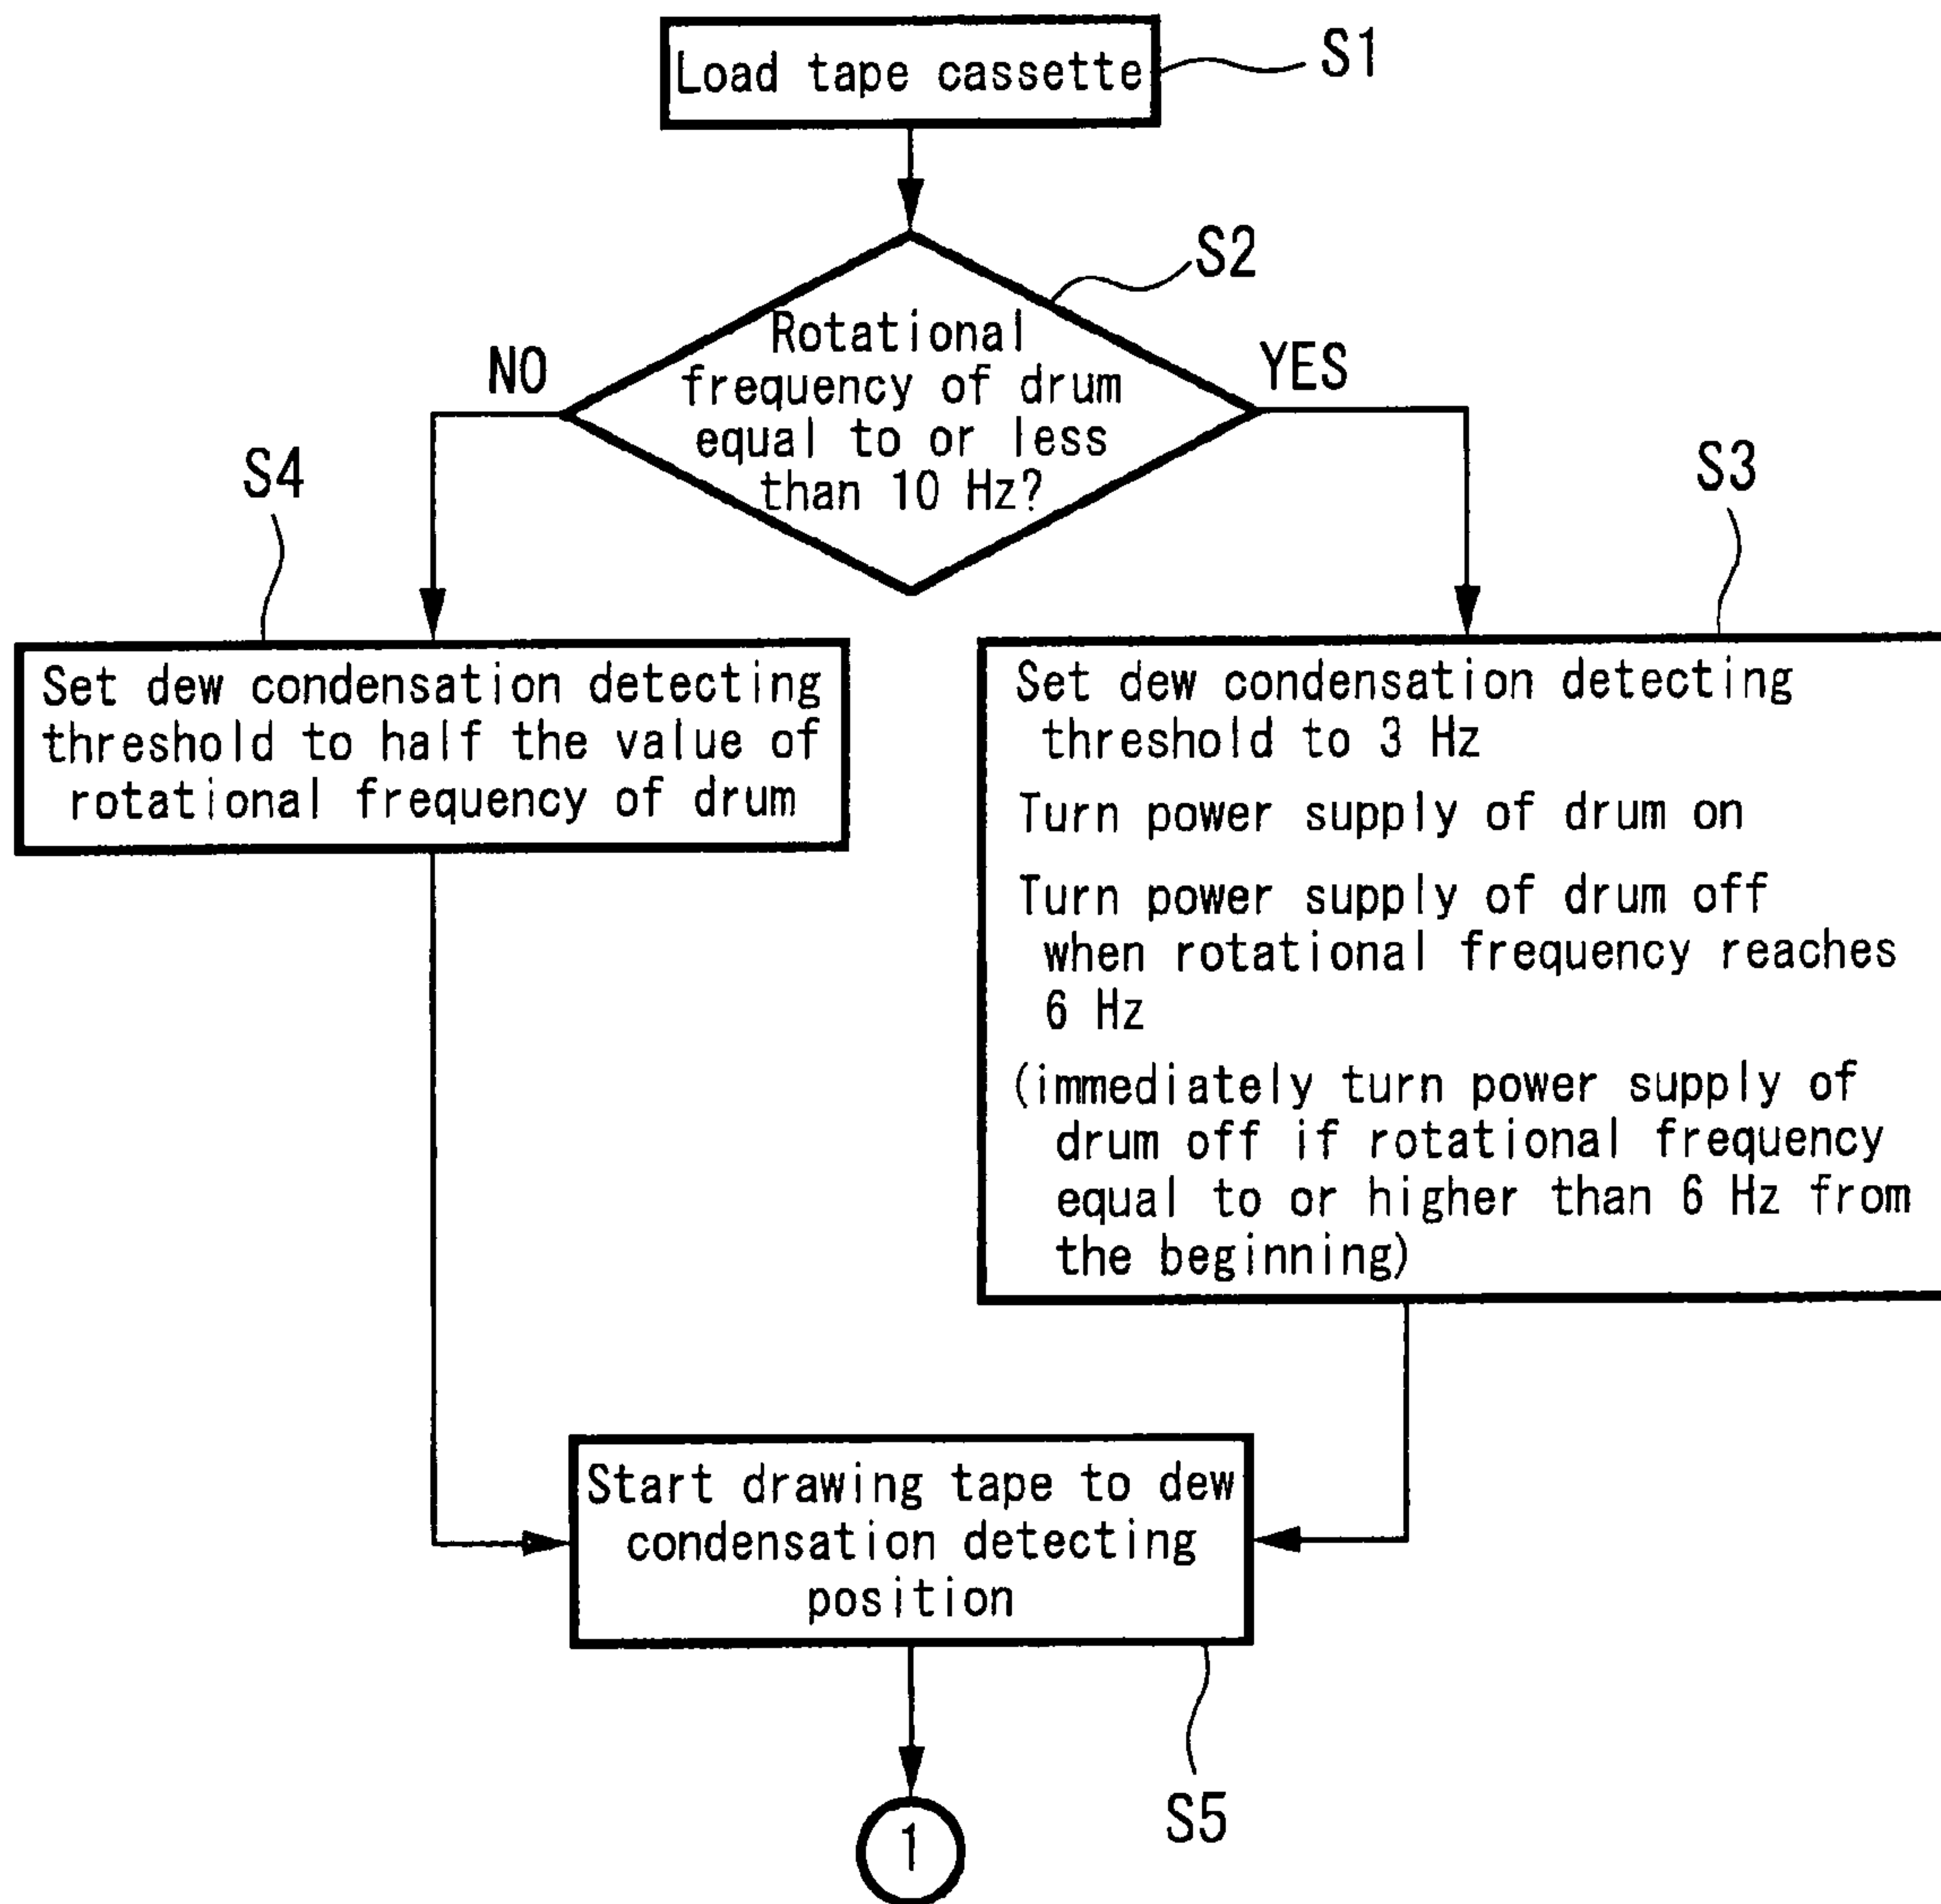 Load tape cassette
S1
S2
Rotational
frequency of drum
equal to or less
than 10 Hz?
NO
YES
S4
S3
Set dew condensation detecting
threshold to half the value of
rotational frequency of drum
Set dew condensation detecting
threshold to 3 Hz
Turn power supply of drum on
Turn power supply of drum off
when rotational frequency reaches
6 Hz
(immediately turn power supply of
drum off if rotational frequency
equal to or higher than 6 Hz from
the beginning)
Start drawing tape to dew
condensation detecting
position
S5
1